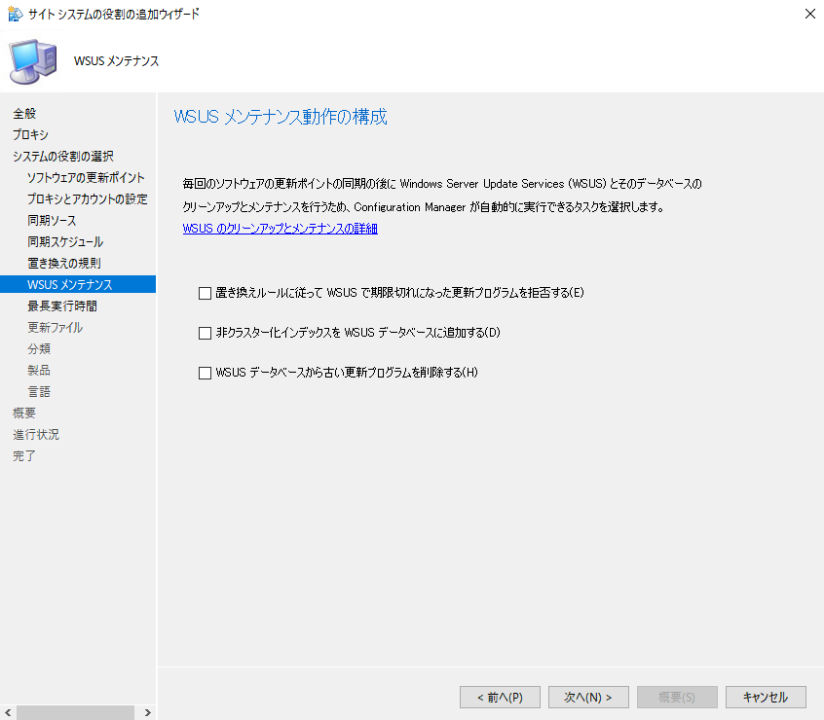 サイト システムの役割の追加ウィザード
WSUS メンテナンス
全般
プロキシ
システムの役割の選択
ソフトウェアの更新ポイント
プロキシとアカウントの設定
同期ソース
同期スケジュール
置き換えの規則
WSUS メンテナンス
最長実行時間
更新ファイル
分類
製品
言語
概要
進行状況
完了
WSUS メンテナンス動作の構成
毎回のソフトウェアの更新ポイントの同期の後に Windows Server Update Services (WSUS) とそのデータベースの
クリーンアップとメンテナンスを行うため、Configuration Manager が自動的に実行できるタスクを選択します。
WSUS のクリーンアップとメンテナンスの詳細
置き換えルールに従って WSUS で期限切れになった更新プログラムを拒否する(E)
非クラスター化インデックスを WSUS データベースに追加する(D)
WSUS データベースから古い更新プログラムを削除する(H)
< 前へ(P)
次へ(N) >
概要(S)
キャンセル